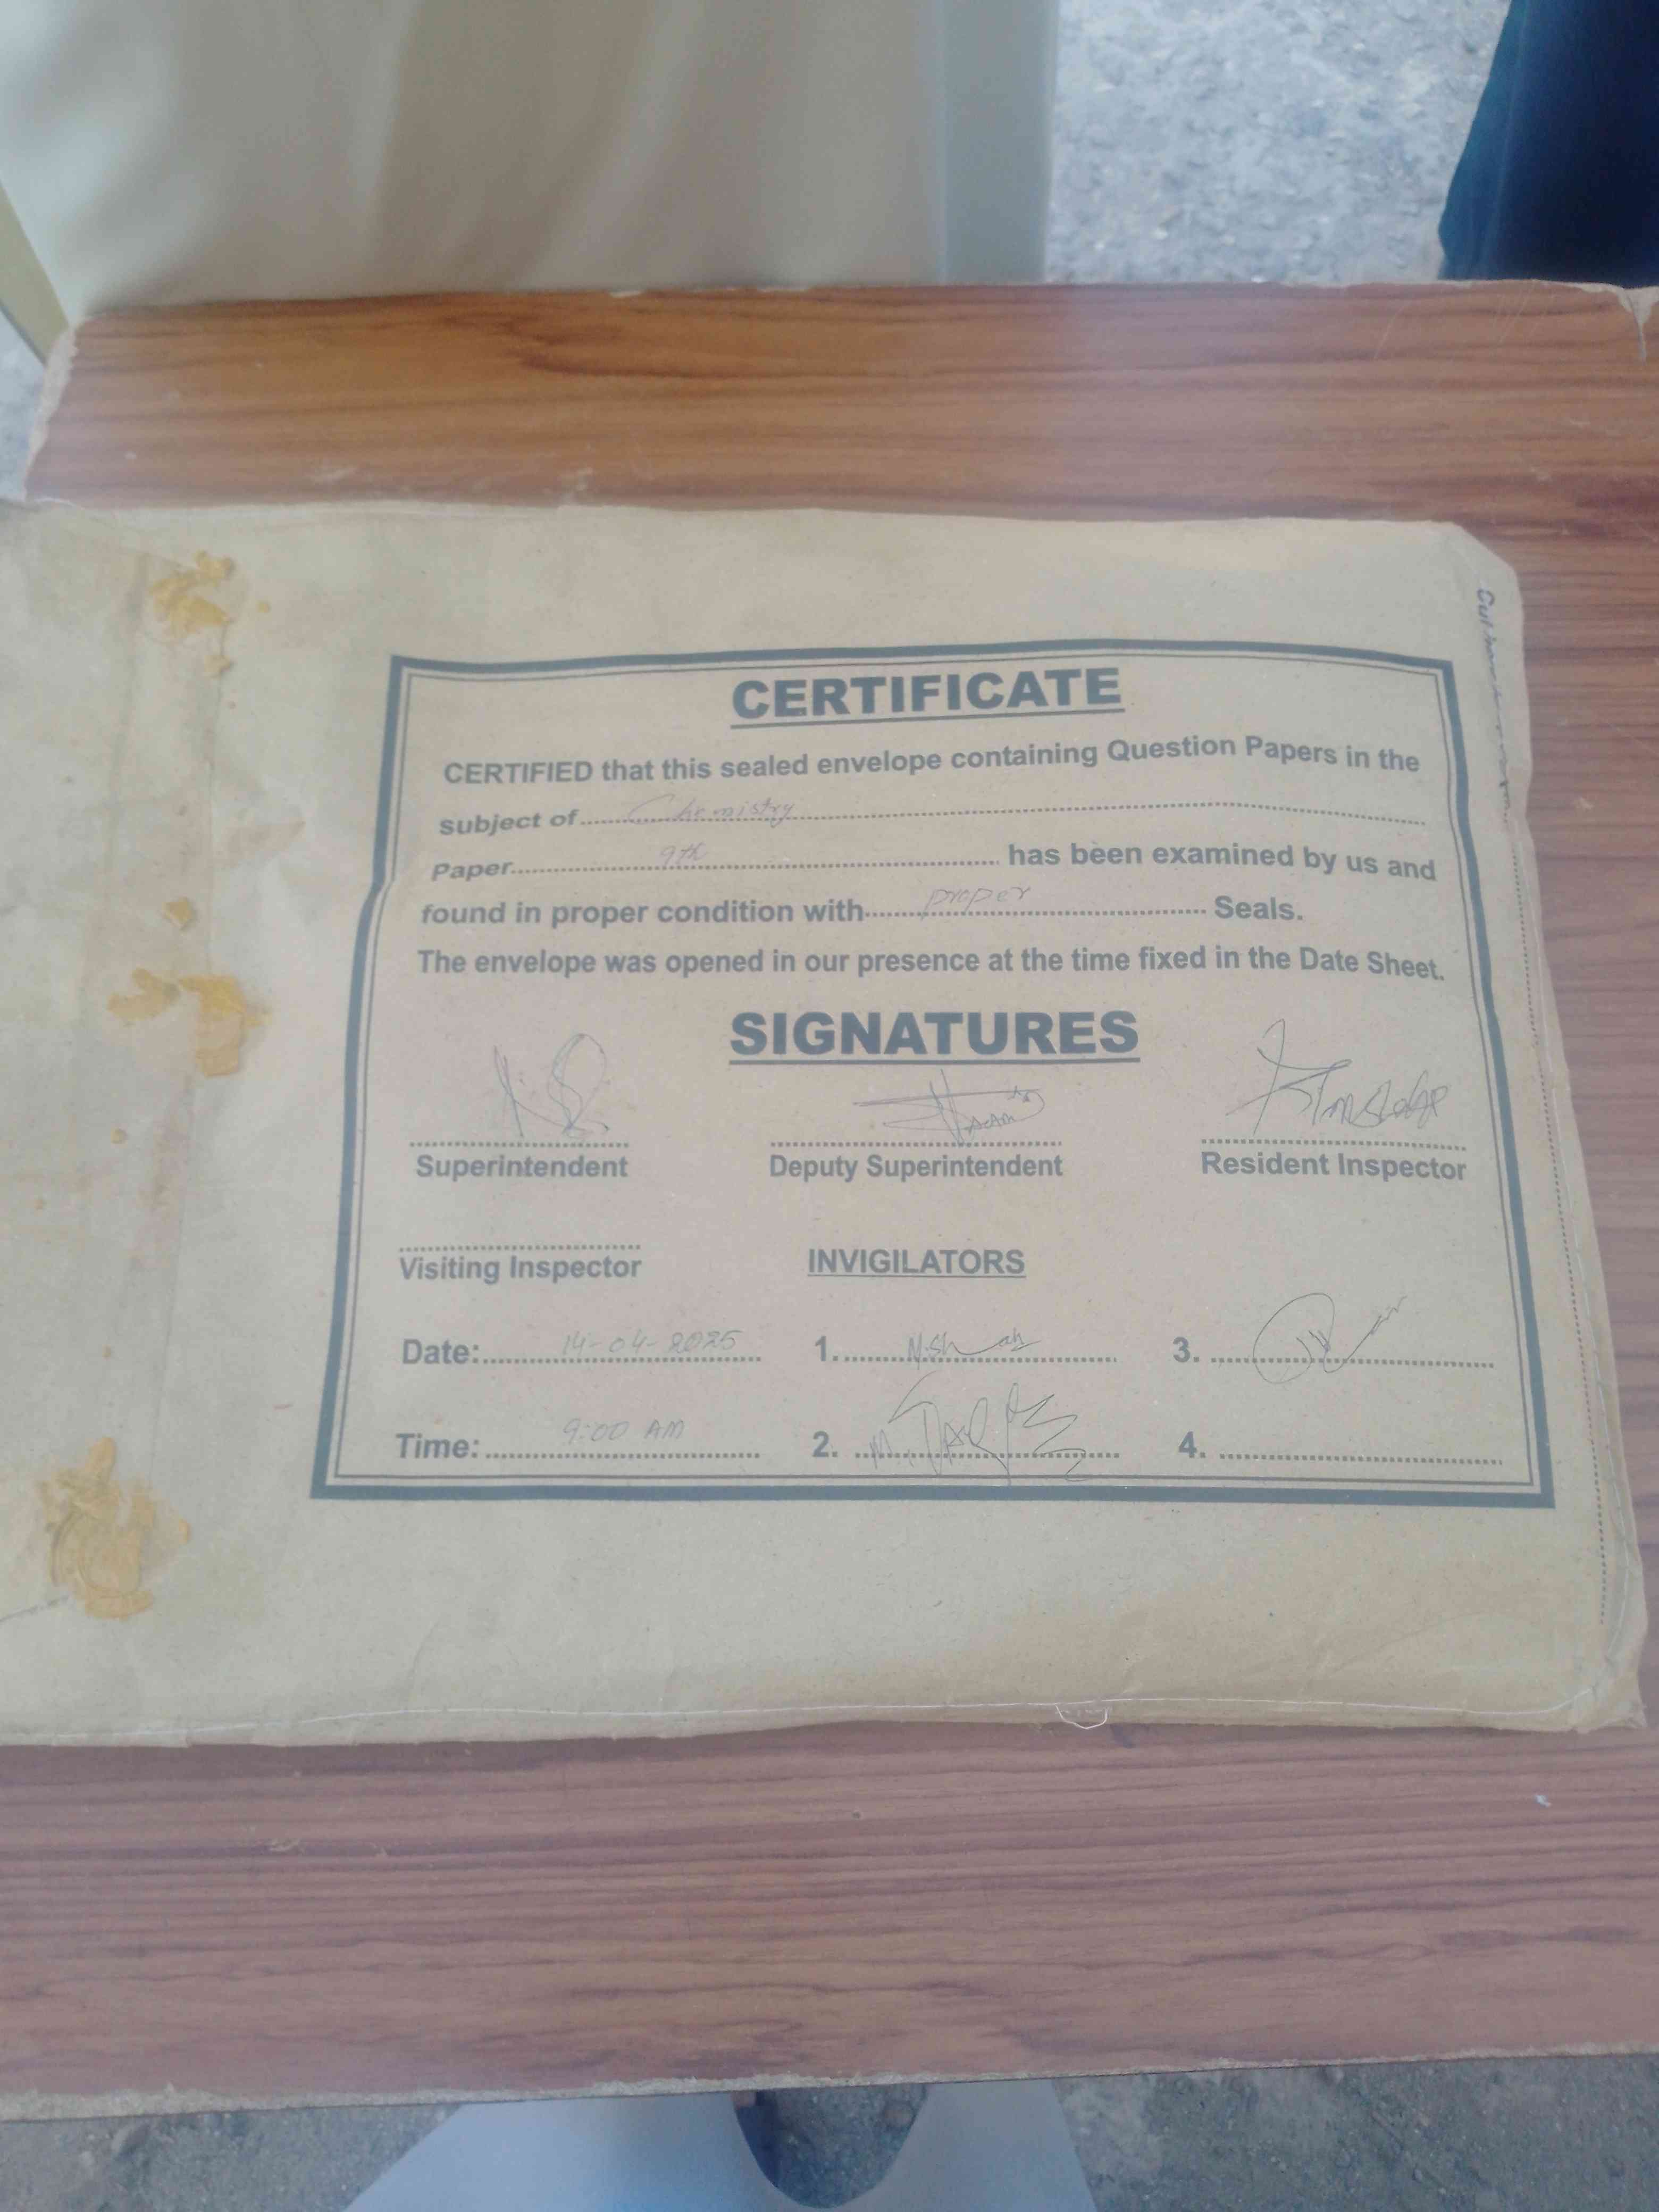 CERTIFICATE
CERTIFIED that this sealed envelope containing Question Papers in the
subject of Chemistry
Paper 9th has been examined by us and
found in proper condition with proper Seals.
The envelope was opened in our presence at the time fixed in the Date Sheet.
SIGNATURES
Superintendent Deputy Superintendent Resident Inspector
Visiting Inspector INVIGILATORS
Date: 14-04-2025 1. 3.
Time: 9:00 AM 2. 4.